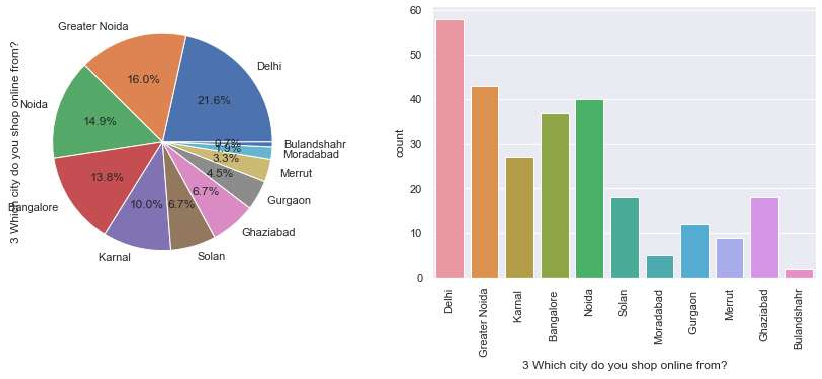 3 Which city do you shop online from?
Greater Noida
Delhi
Noida
Bangalore
Karnal
Solan
Ghaziabad
Gurgaon
Merrut
Moradabad
Bulandshahr
21.6%
16.0%
14.9%
13.8%
10.0%
6.7%
6.7%
4.5%
3.3%
1.9%
0.7%
count
60
50
40
30
20
10
0
Delhi
Greater Noida
Karnal
Bangalore
Noida
Solan
Moradabad
Gurgaon
Merrut
Ghaziabad
Bulandshahr
3 Which city do you shop online from?